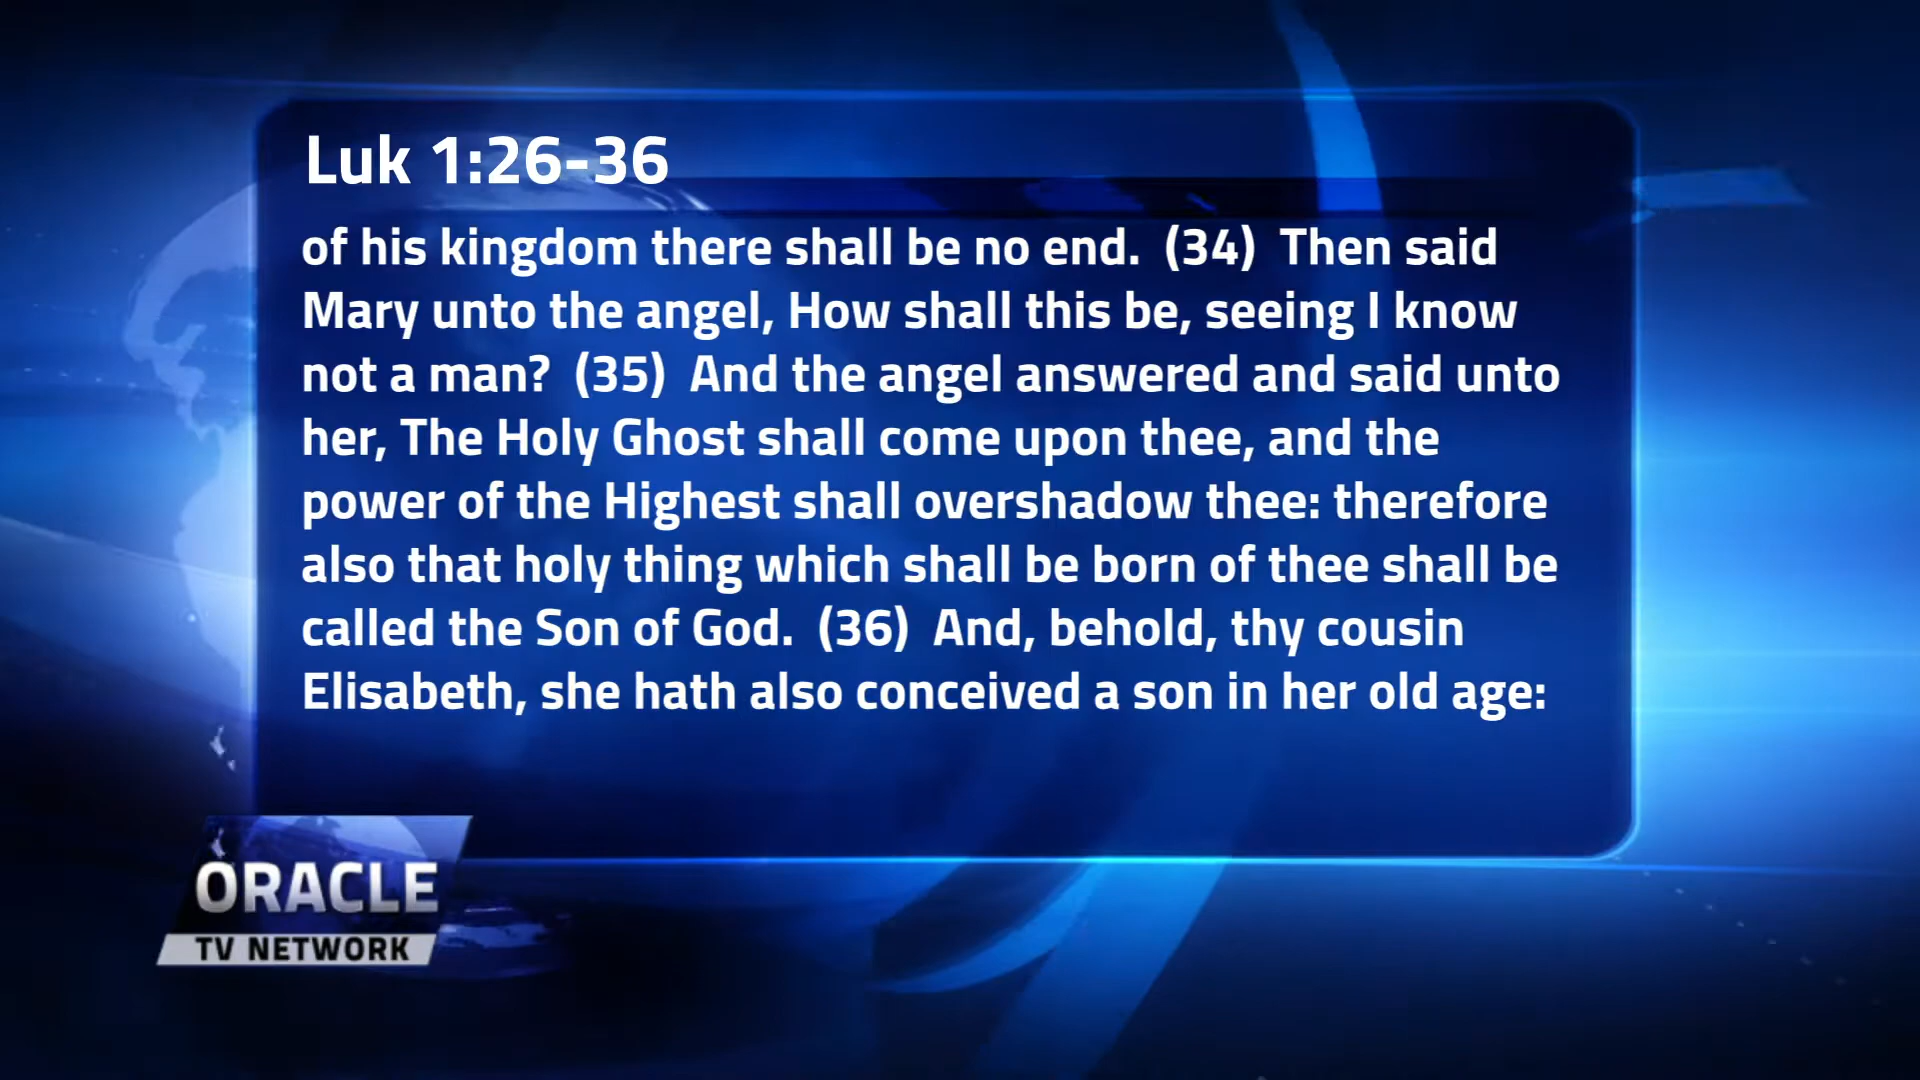 Luk 1:26-36
of his kingdom there shall be no end.  (34)  Then said
Mary unto the angel, How shall this be, seeing I know
not a man?  (35)  And the angel answered and said unto
her, The Holy Ghost shall come upon thee, and the
power of the Highest shall overshadow thee: therefore
also that holy thing which shall be born of thee shall be
called the Son of God.  (36)  And, behold, thy cousin
Elisabeth, she hath also conceived a son in her old age:
ORACLE
TV NETWORK